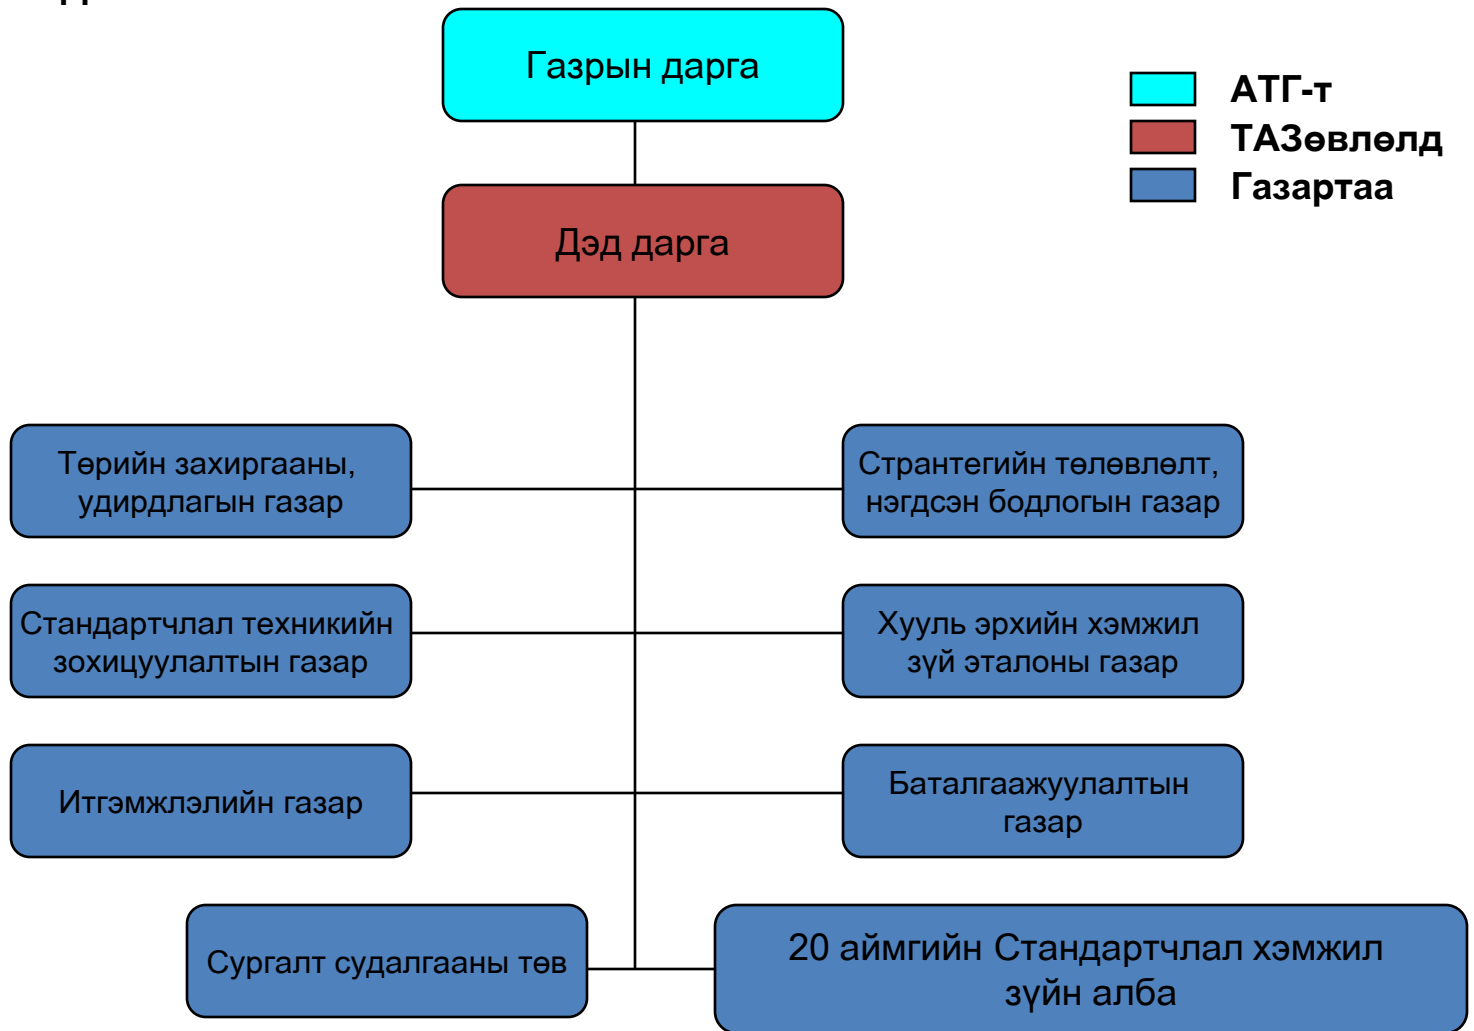 Газрын дарга
АТГ-т
ТАЗөвлөлд
Газартаа
Дэд дарга
Төрийн захиргааны,
удирдлагын газар
Странтегийн төлөвлөлт,
нэгдсэн бодлогын газар
Стандартчлал техникийн
зохицуулалтын газар
Хууль эрхийн хэмжил
зүй эталоны газар
Итгэмжлэлийн газар
Баталгаажуулалтын
газар
Сургалт судалгааны төв
20 аймгийн Стандартчлал хэмжил
зүйн алба